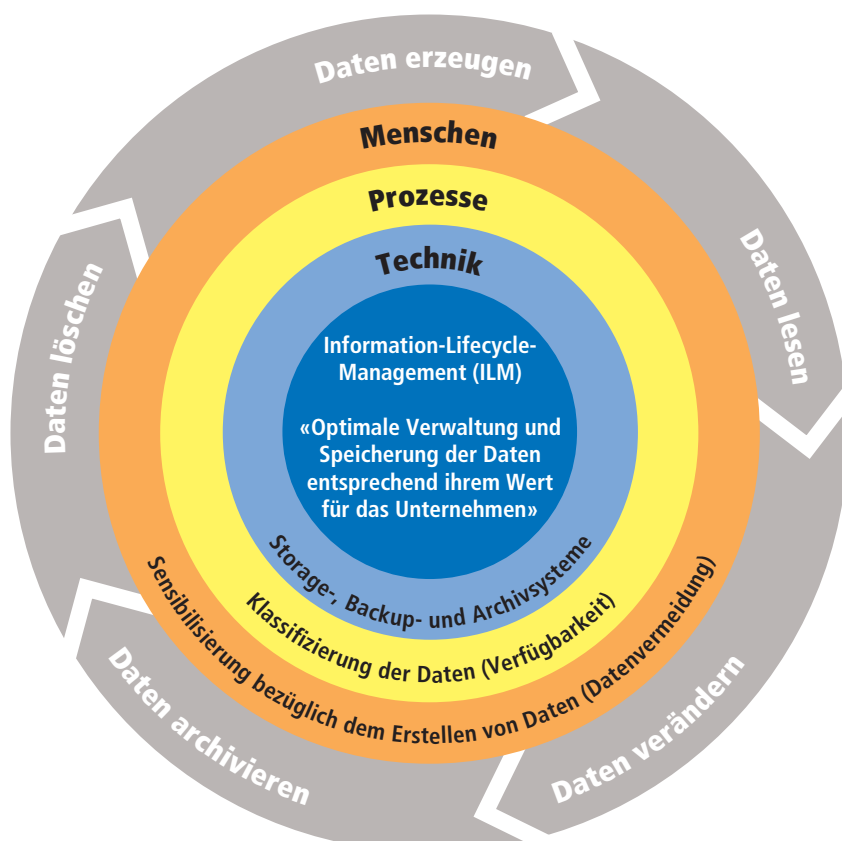 Daten erzeugen
Daten lesen
Daten verändern
Daten archivieren
Daten löschen
Menschen
Prozesse
Technik
Information-Lifecycle-
Management (ILM)
«Optimale Verwaltung und
Speicherung der Daten
entsprechend ihrem Wert
für das Unternehmen»
Storage-, Backup- und Archivsysteme
Klassifizierung der Daten (Verfügbarkeit)
Sensibilisierung bezüglich dem Erstellen von Daten (Datenvermeidung)